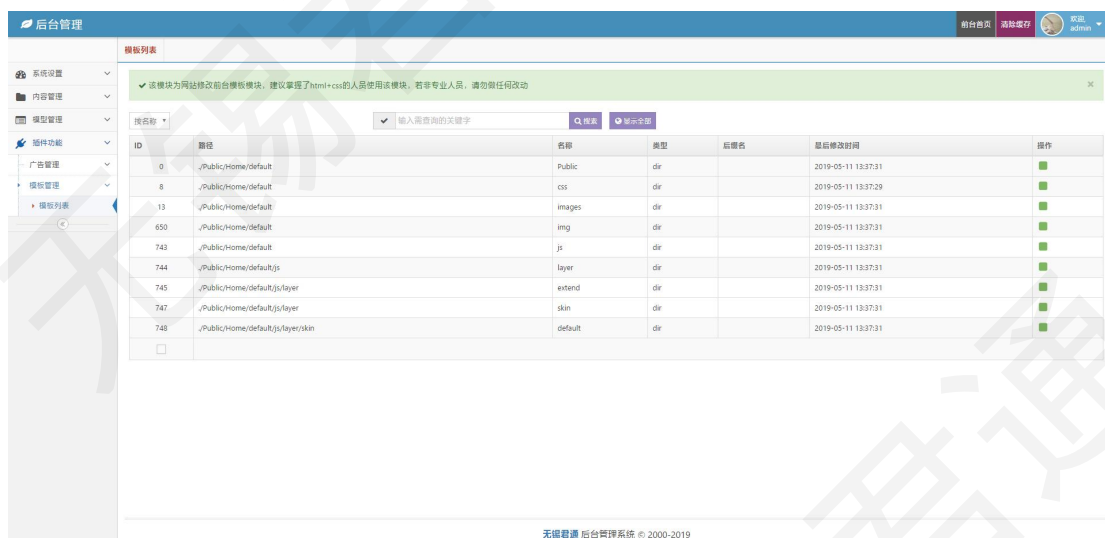 后台管理
前台首页 清除缓存 欢迎, admin
模板列表
系统设置
内容管理
模型管理
插件功能
广告管理
模板管理
模板列表
该模块为网站修改前台模板模块，建议掌握了html+css的人员使用该模块，若非专业人员，请勿做任何改动 ×
按名称 输入需查询的关键字 搜索 显示全部
ID 路径 名称 类型 后缀名 最后修改时间 操作
0 ./Public/Home/default Public dir 2019-05-11 13:37:31
8 ./Public/Home/default css dir 2019-05-11 13:37:29
13 ./Public/Home/default images dir 2019-05-11 13:37:31
650 ./Public/Home/default img dir 2019-05-11 13:37:31
743 ./Public/Home/default js dir 2019-05-11 13:37:31
744 ./Public/Home/default/js layer dir 2019-05-11 13:37:31
745 ./Public/Home/default/js/layer extend dir 2019-05-11 13:37:31
747 ./Public/Home/default/js/layer skin dir 2019-05-11 13:37:31
748 ./Public/Home/default/js/layer/skin default dir 2019-05-11 13:37:31
无锡君通 后台管理系统 © 2000-2019
无锡君
君通